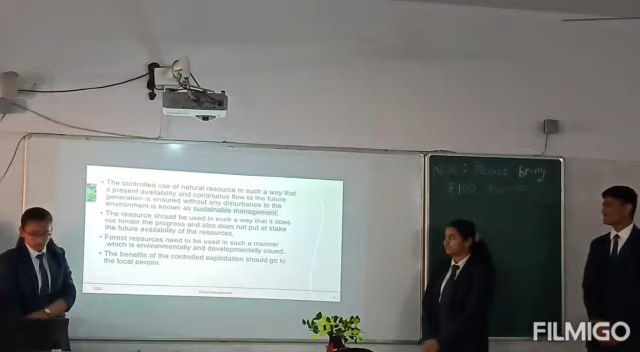 • The controlled use of natural resource in such a way that
it present availability and continuous flow to the future
generation is ensured without any disturbance to the
environment is known as sustainable management;
• The resource should be used in such a way that it does
not hinder the progress and also does not put at stake
the future availability of the resources.
• Forest resources need to be used in such a manner
,which is environmentally and developmentally sound.
• The benefits of the controlled exploitation should go to
the local people.
Please bring
₹100
FILMIGO